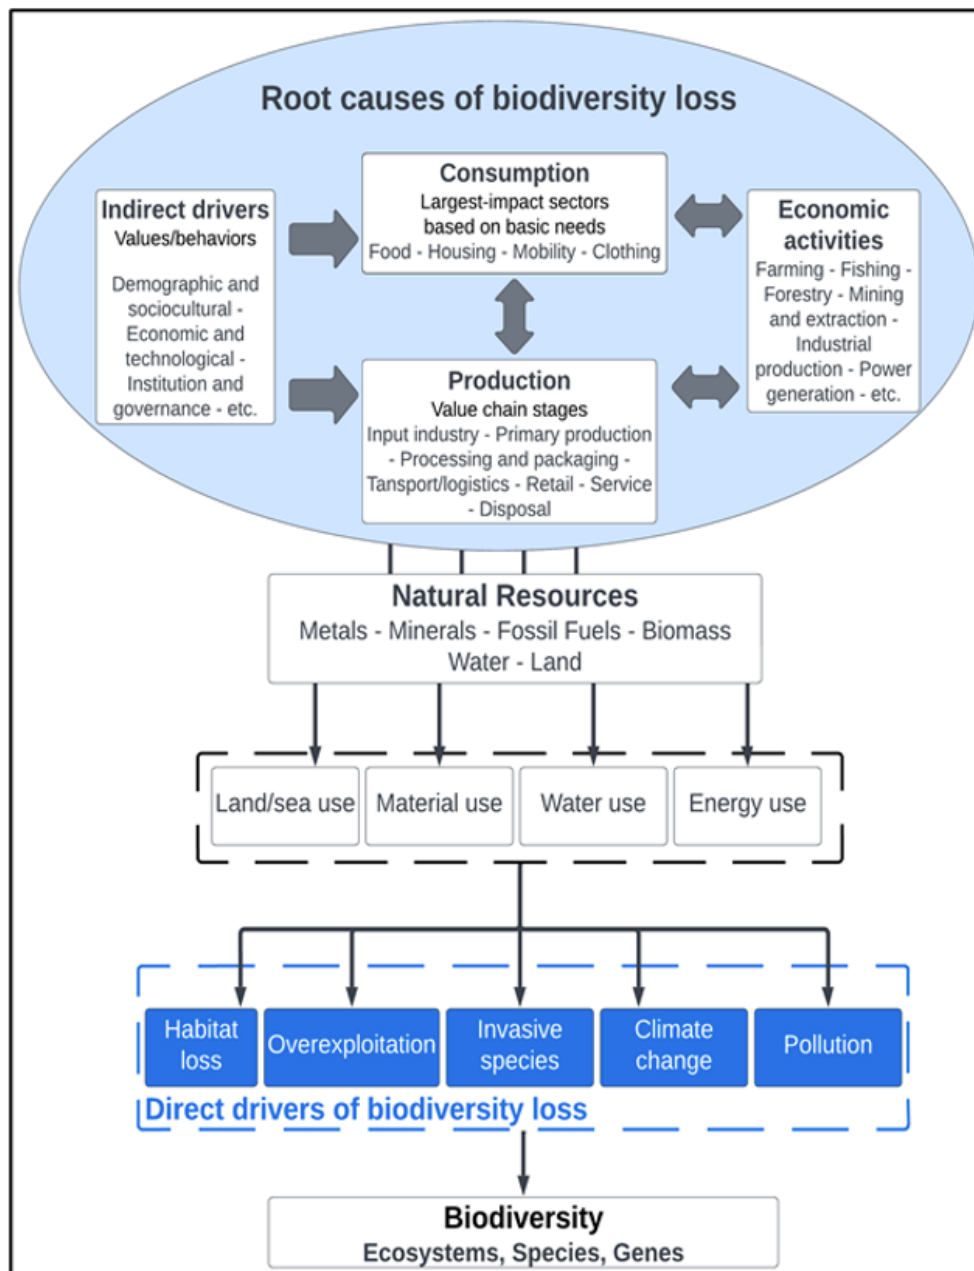 Root causes of biodiversity loss
Consumption
Largest-impact sectors
based on basic needs
Food - Housing - Mobility - Clothing
Indirect drivers
Values/behaviors
Demographic and
sociocultural -
Economic and
technological -
Institution and
governance - etc.
Economic
activities
Farming - Fishing -
Forestry - Mining
and extraction -
Industrial
production - Power
generation - etc.
Production
Value chain stages
Input industry - Primary production
- Processing and packaging -
Tansport/logistics - Retail - Service
- Disposal
Natural Resources
Metals - Minerals - Fossil Fuels - Biomass
Water - Land
Land/sea use
Material use
Water use
Energy use
Habitat
loss
Overexploitation
Invasive
species
Climate
change
Pollution
Direct drivers of biodiversity loss
Biodiversity
Ecosystems, Species, Genes